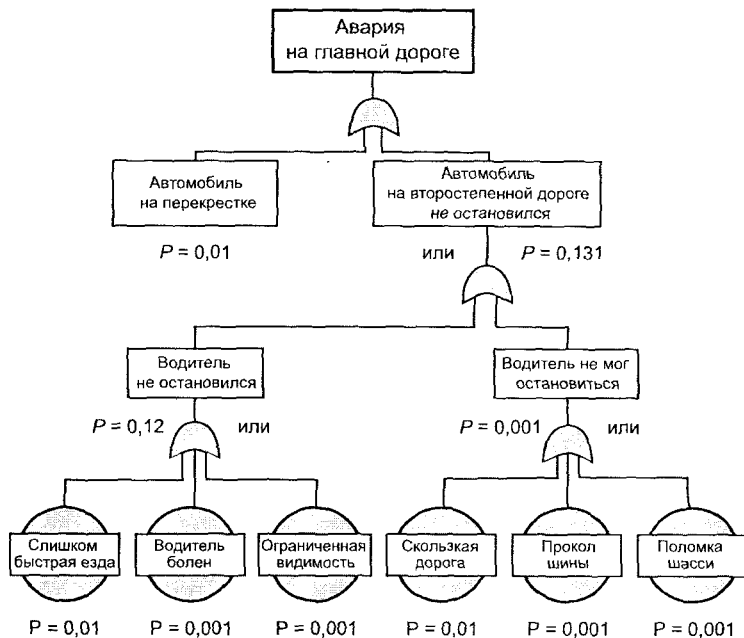 Авария
на главной дороге
Автомобиль
на перекрестке
Автомобиль
на второстепенной дороге
не остановился
P = 0,01
или
P = 0,131
Водитель
не остановился
Водитель не мог
остановиться
P = 0,12
или
P = 0,001
или
Слишком
быстрая езда
Водитель
болен
Ограниченная
видимость
Скользкая
дорога
Прокол
шины
Поломка
шасси
P = 0,01
P = 0,001
P = 0,001
P = 0,01
P = 0,001
P = 0,001